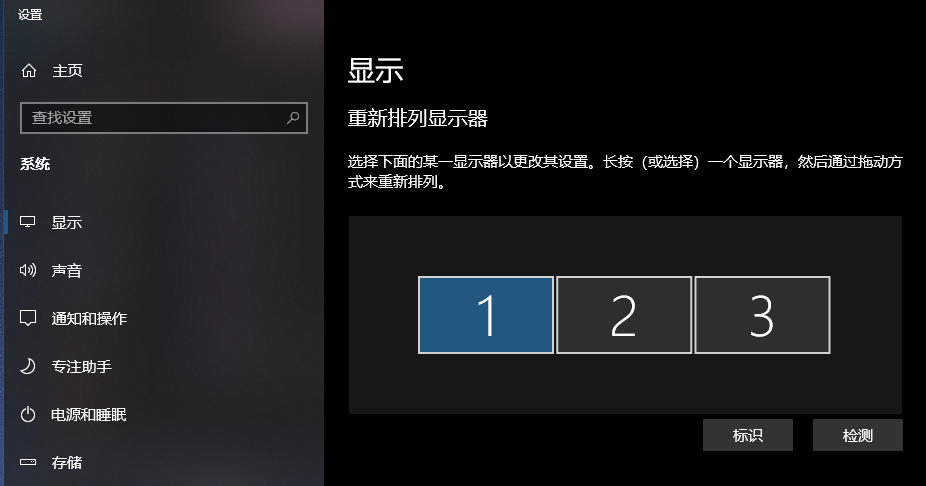 设置
主页
查找设置
系统
显示
声音
通知和操作
专注助手
电源和睡眠
存储
显示
重新排列显示器
选择下面的某一显示器以更改其设置。长按（或选择）一个显示器，然后通过拖动方
式来重新排列。
1 2 3
标识 检测